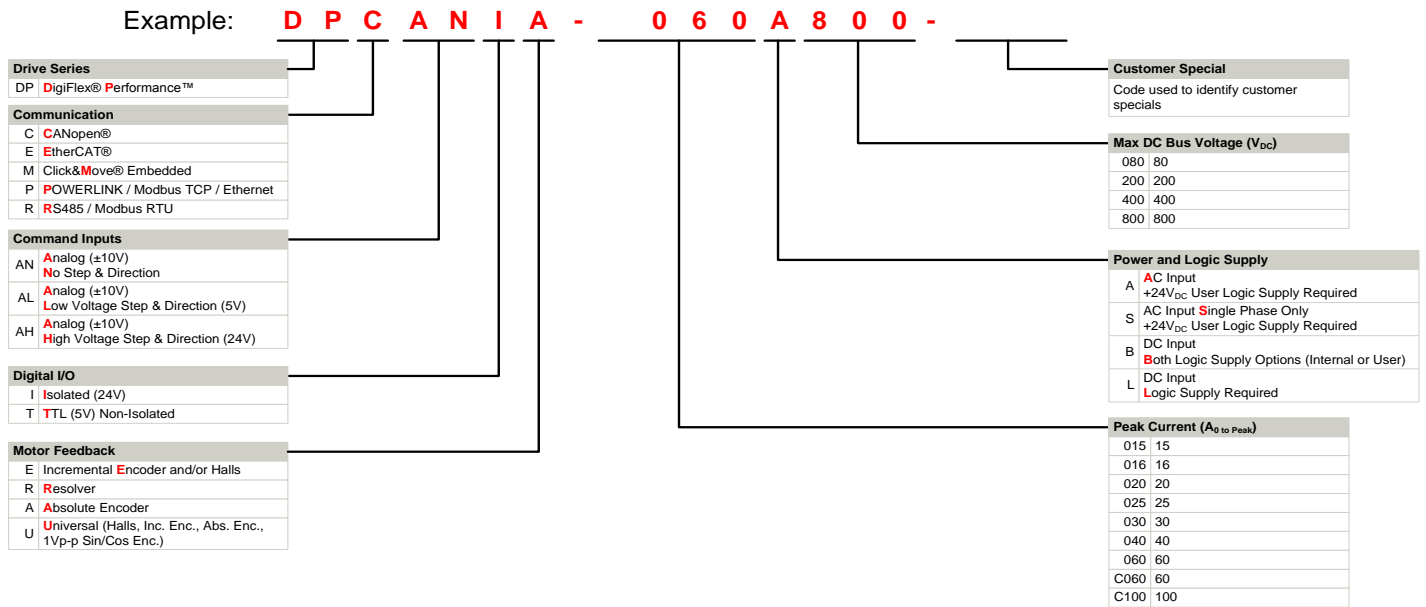 Example: D P C A N I A - 0 6 0 A 8 0 0 -
Drive Series
DP DigiFlex® Performance™
Communication
C CANopen®
E EtherCAT®
M Click&Move® Embedded
P POWERLINK / Modbus TCP / Ethernet
R RS485 / Modbus RTU
Command Inputs
AN Analog (±10V)
No Step & Direction
AL Analog (±10V)
Low Voltage Step & Direction (5V)
AH Analog (±10V)
High Voltage Step & Direction (24V)
Digital I/O
I Isolated (24V)
T TTL (5V) Non-Isolated
Motor Feedback
E Incremental Encoder and/or Halls
R Resolver
A Absolute Encoder
U Universal (Halls, Inc. Enc., Abs. Enc.,
1Vp-p Sin/Cos Enc.)
Customer Special
Code used to identify customer
specials
Max DC Bus Voltage (VDC)
080 80
200 200
400 400
800 800
Power and Logic Supply
A AC Input
+24VDC User Logic Supply Required
S AC Input Single Phase Only
+24VDC User Logic Supply Required
B DC Input
Both Logic Supply Options (Internal or User)
L DC Input
Logic Supply Required
Peak Current (A0 to Peak)
015 15
016 16
020 20
025 25
030 30
040 40
060 60
C060 60
C100 100